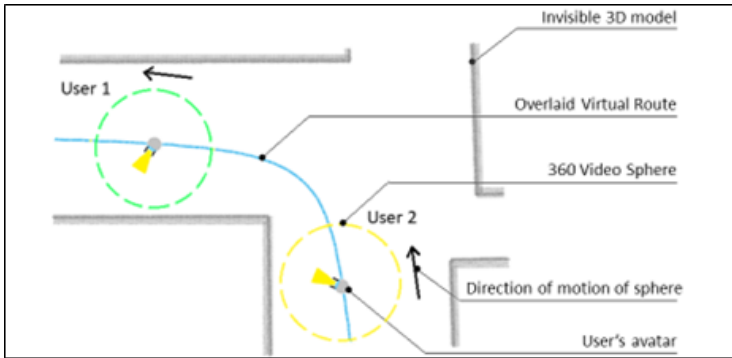 Invisible 3D model
User 1
Overlaid Virtual Route
360 Video Sphere
User 2
Direction of motion of sphere
User's avatar